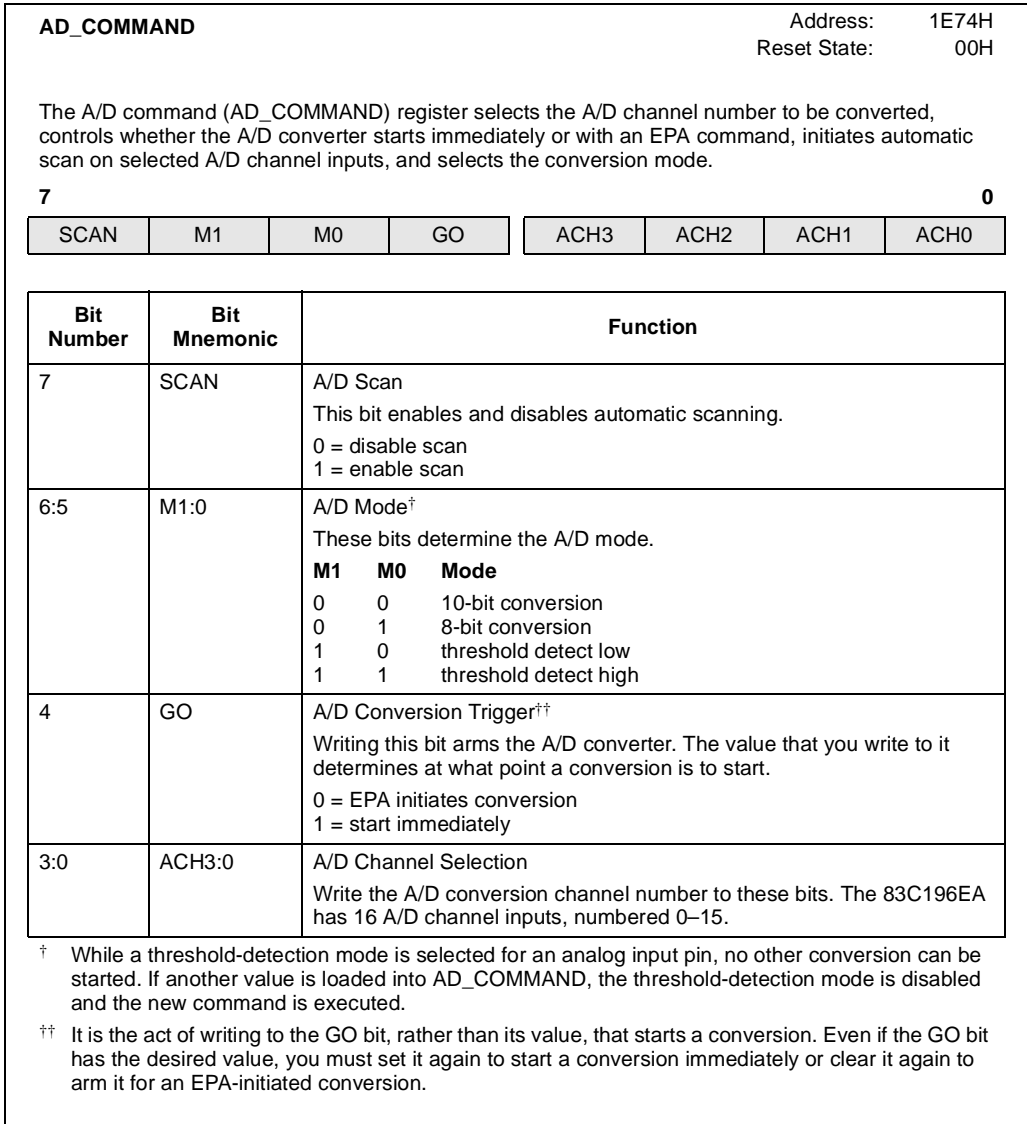 AD_COMMAND Address: 1E74H
Reset State: 00H
The A/D command (AD_COMMAND) register selects the A/D channel number to be converted,
controls whether the A/D converter starts immediately or with an EPA command, initiates automatic
scan on selected A/D channel inputs, and selects the conversion mode.
7 0
SCAN M1 M0 GO ACH3 ACH2 ACH1 ACH0
Bit Number Bit Mnemonic Function
7 SCAN A/D Scan
This bit enables and disables automatic scanning.
0 = disable scan
1 = enable scan
6:5 M1:0 A/D Mode†
These bits determine the A/D mode.
M1 M0 Mode
0 0 10-bit conversion
0 1 8-bit conversion
1 0 threshold detect low
1 1 threshold detect high
4 GO A/D Conversion Trigger††
Writing this bit arms the A/D converter. The value that you write to it
determines at what point a conversion is to start.
0 = EPA initiates conversion
1 = start immediately
3:0 ACH3:0 A/D Channel Selection
Write the A/D conversion channel number to these bits. The 83C196EA
has 16 A/D channel inputs, numbered 0–15.
† While a threshold-detection mode is selected for an analog input pin, no other conversion can be
started. If another value is loaded into AD_COMMAND, the threshold-detection mode is disabled
and the new command is executed.
†† It is the act of writing to the GO bit, rather than its value, that starts a conversion. Even if the GO bit
has the desired value, you must set it again to start a conversion immediately or clear it again to
arm it for an EPA-initiated conversion.